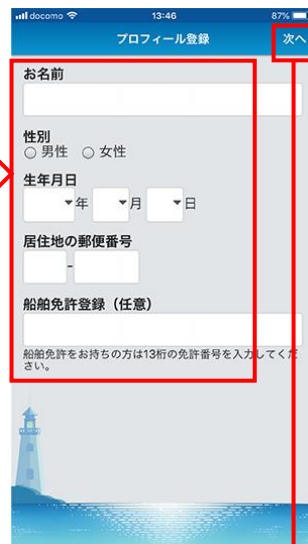 docomo 13:46 87%
プロフィール登録 次へ
お名前
性別
男性 女性
生年月日
年 月 日
居住地の郵便番号
-
船舶免許登録（任意）
船舶免許をお持ちの方は13桁の免許番号を入力してくだ
さい。